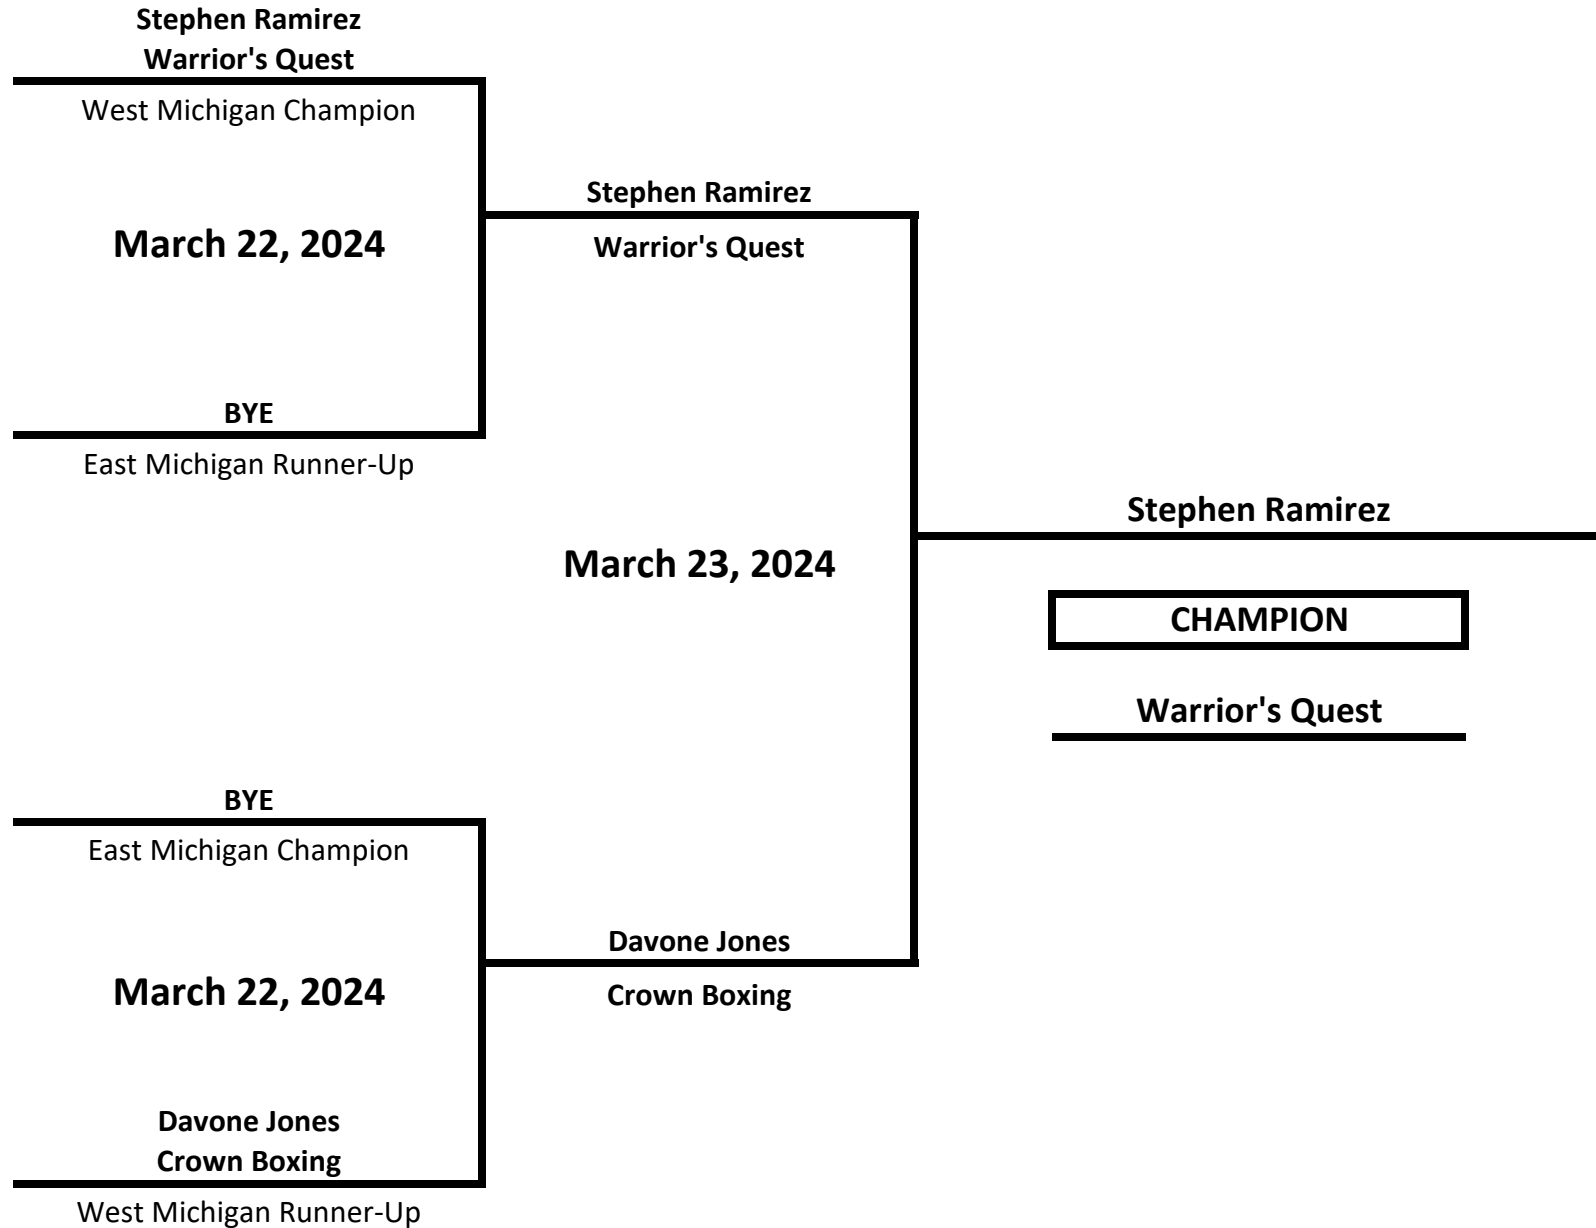 Stephen Ramirez
Warrior's Quest
West Michigan Champion
March 22, 2024
BYE
East Michigan Runner-Up
Stephen Ramirez
Warrior's Quest
March 23, 2024
Stephen Ramirez
CHAMPION
Warrior's Quest
BYE
East Michigan Champion
March 22, 2024
Davone Jones
Crown Boxing
West Michigan Runner-Up
Davone Jones
Crown Boxing